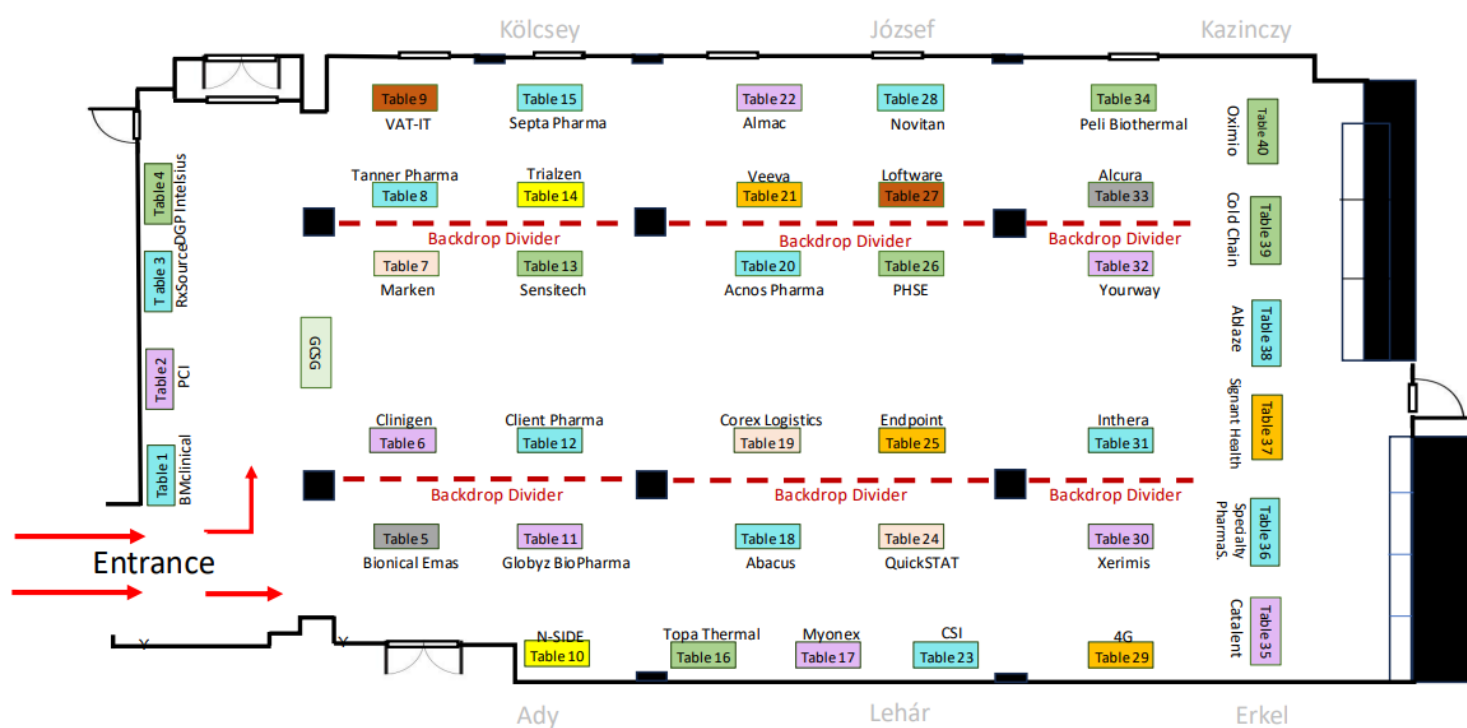 Kölcsey
József
Kazinczy
Table 9
VAT-IT
Table 15
Septa Pharma
Table 22
Almac
Table 28
Novitan
Table 34
Peli Biothermal
Table 40
Oximio
Table 4
DGP Intelsius
Tanner Pharma
Table 8
Trialzen
Table 14
Veeva
Table 21
Loftware
Table 27
Alcura
Table 33
Table 39
Cold Chain
Backdrop Divider
Backdrop Divider
Backdrop Divider
T able 3
RxSource
Table 7
Marken
Table 13
Sensitech
Table 20
Acnos Pharma
Table 26
PHSE
Table 32
Yourway
Table 38
Ablaze
GCSG
Table2
PCI
Clinigen
Table 6
Client Pharma
Table 12
Corex Logistics
Table 19
Endpoint
Table 25
Inthera
Table 31
Table 37
Signant Health
Table 1
BMclinical
Backdrop Divider
Backdrop Divider
Backdrop Divider
Entrance
Table 5
Bionical Emas
Table 11
Globyz BioPharma
Table 18
Abacus
Table 24
QuickSTAT
Table 30
Xerimis
Table 36
Specialty
PharmaS.
N-SIDE
Table 10
Topa Thermal
Table 16
Myonex
Table 17
CSI
Table 23
4G
Table 29
Table 35
Catalent
Y
Y
Ady
Lehár
Erkel